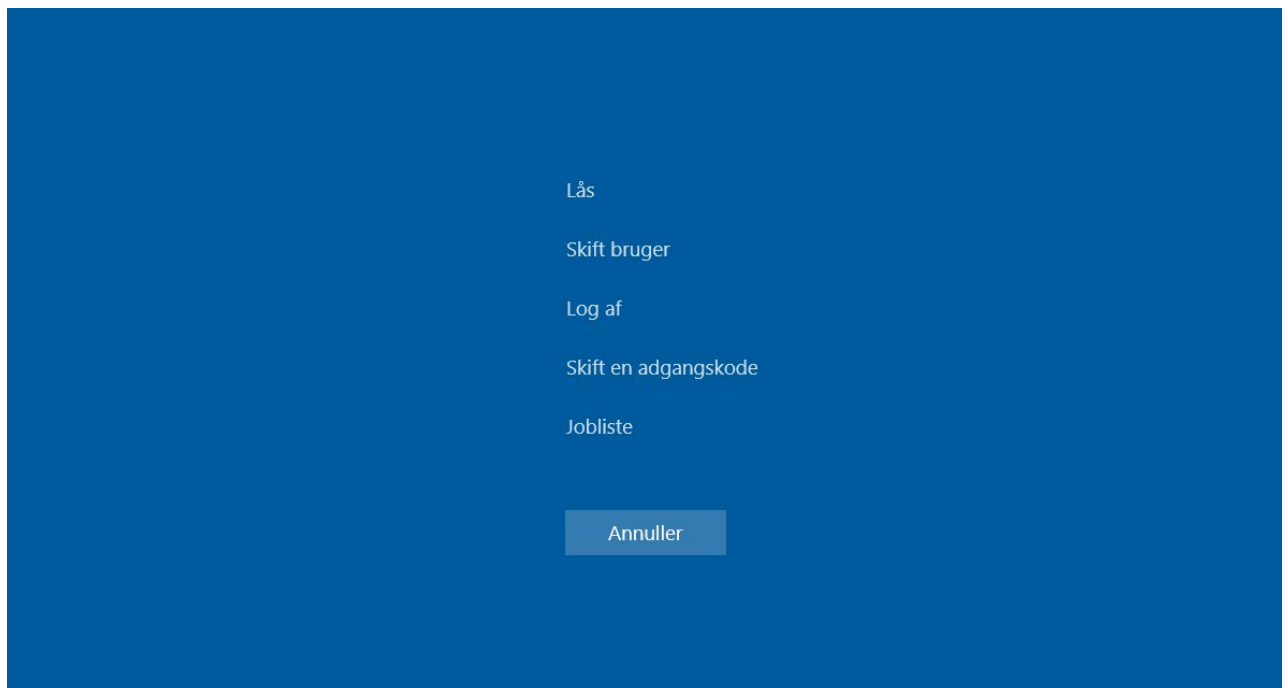 Lås
Skift bruger
Log af
Skift en adgangskode
Jobliste
Annuller